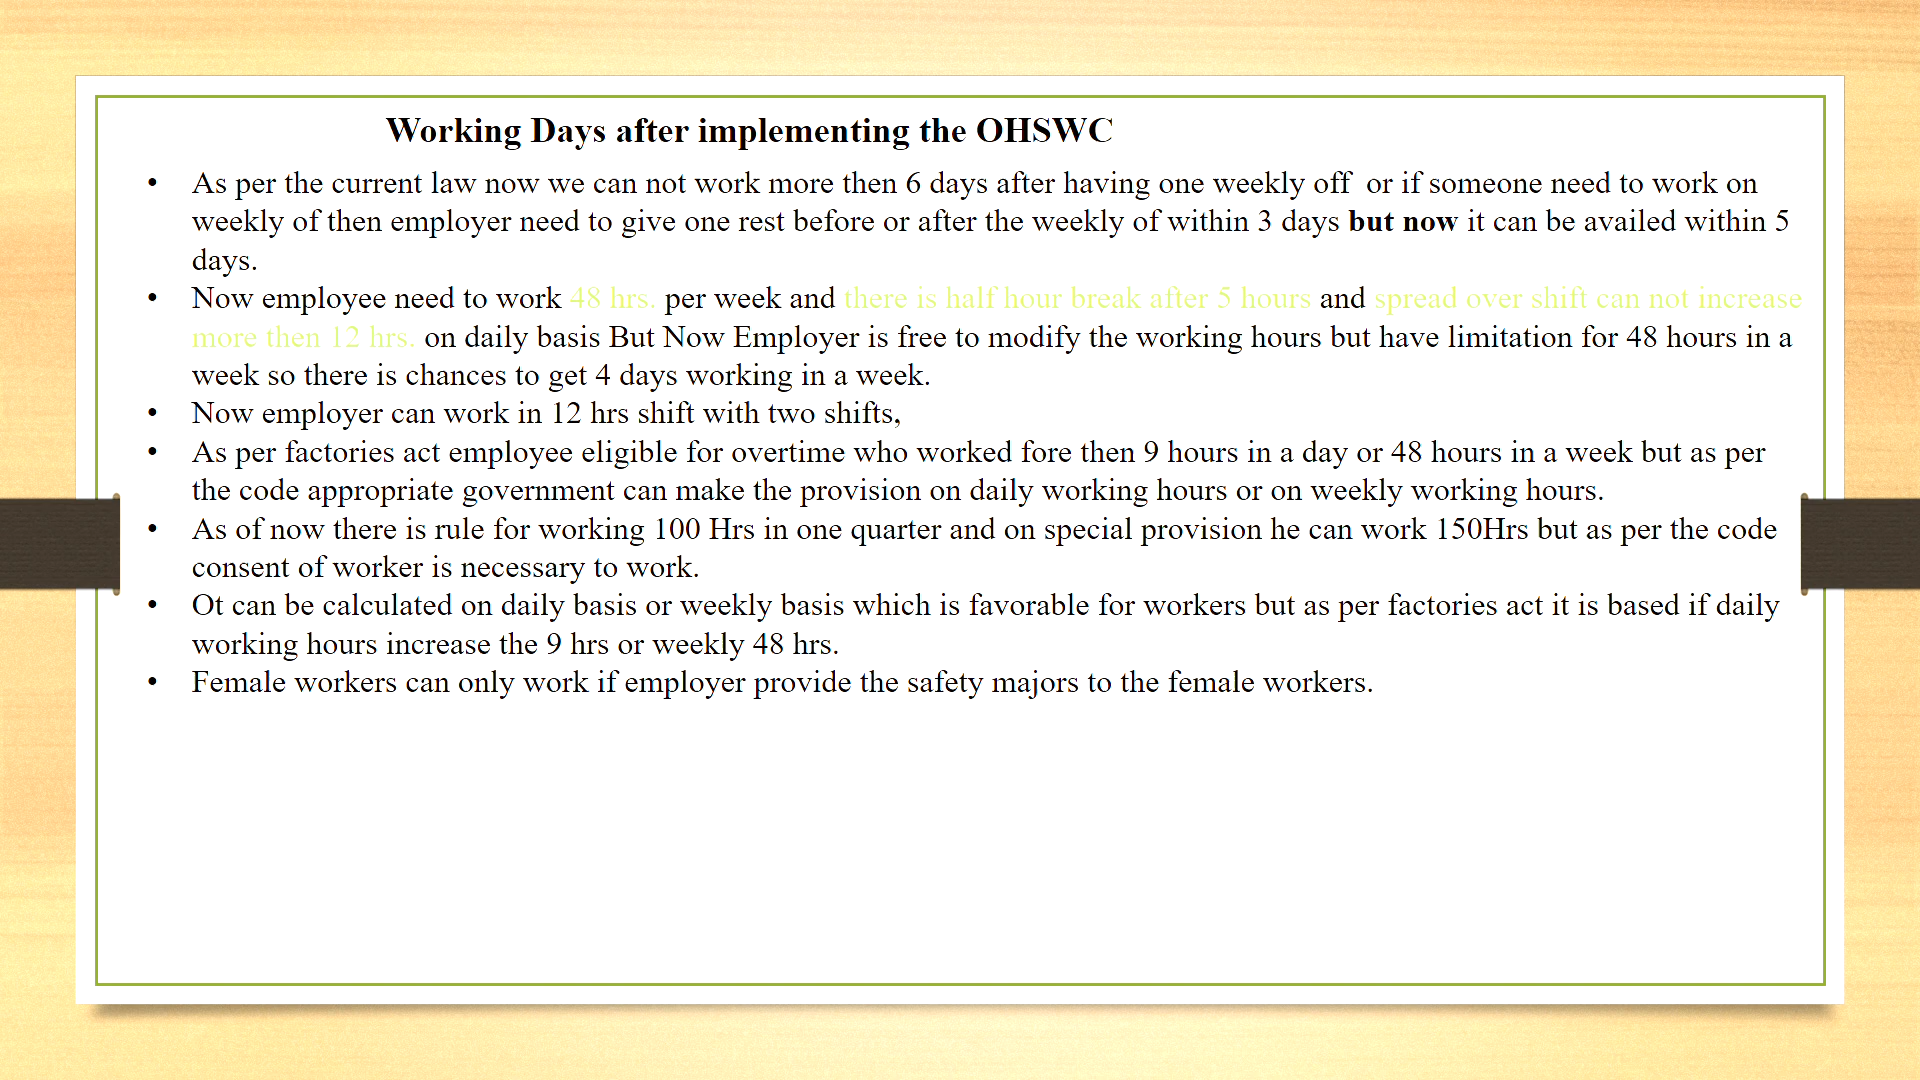 Working Days after implementing the OHSWC
• As per the current law now we can not work more then 6 days after having one weekly off  or if someone need to work on
weekly of then employer need to give one rest before or after the weekly of within 3 days but now it can be availed within 5
days.
• Now employee need to work 48 hrs. per week and there is half hour break after 5 hours and spread over shift can not increase
more then 12 hrs. on daily basis But Now Employer is free to modify the working hours but have limitation for 48 hours in a
week so there is chances to get 4 days working in a week.
• Now employer can work in 12 hrs shift with two shifts,
• As per factories act employee eligible for overtime who worked fore then 9 hours in a day or 48 hours in a week but as per
the code appropriate government can make the provision on daily working hours or on weekly working hours.
• As of now there is rule for working 100 Hrs in one quarter and on special provision he can work 150Hrs but as per the code
consent of worker is necessary to work.
• Ot can be calculated on daily basis or weekly basis which is favorable for workers but as per factories act it is based if daily
working hours increase the 9 hrs or weekly 48 hrs.
• Female workers can only work if employer provide the safety majors to the female workers.